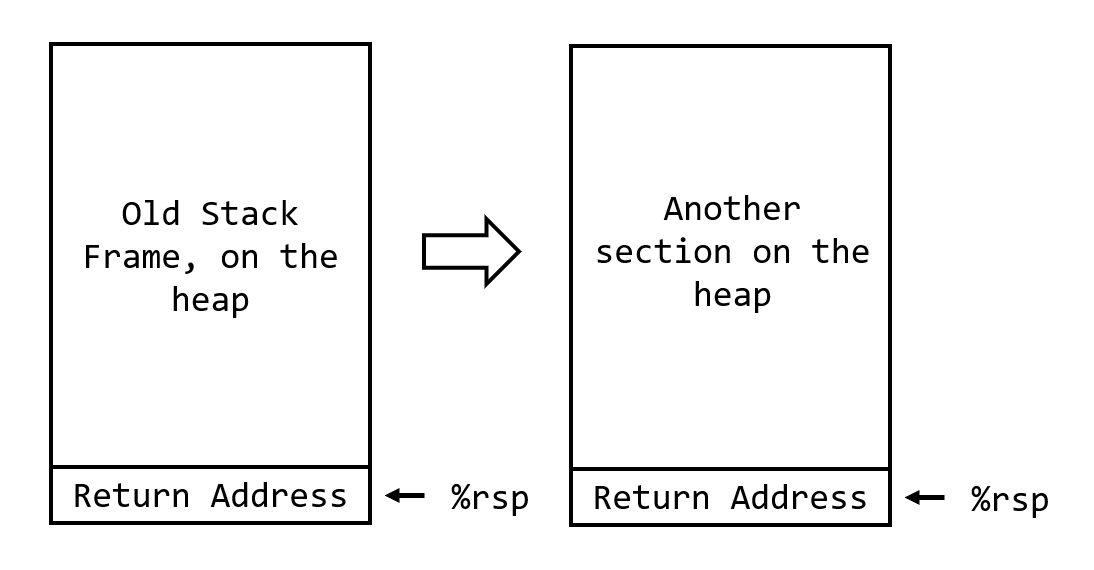 Old Stack
Frame, on the
heap
Return Address
%rsp
Another
section on the
heap
Return Address
%rsp